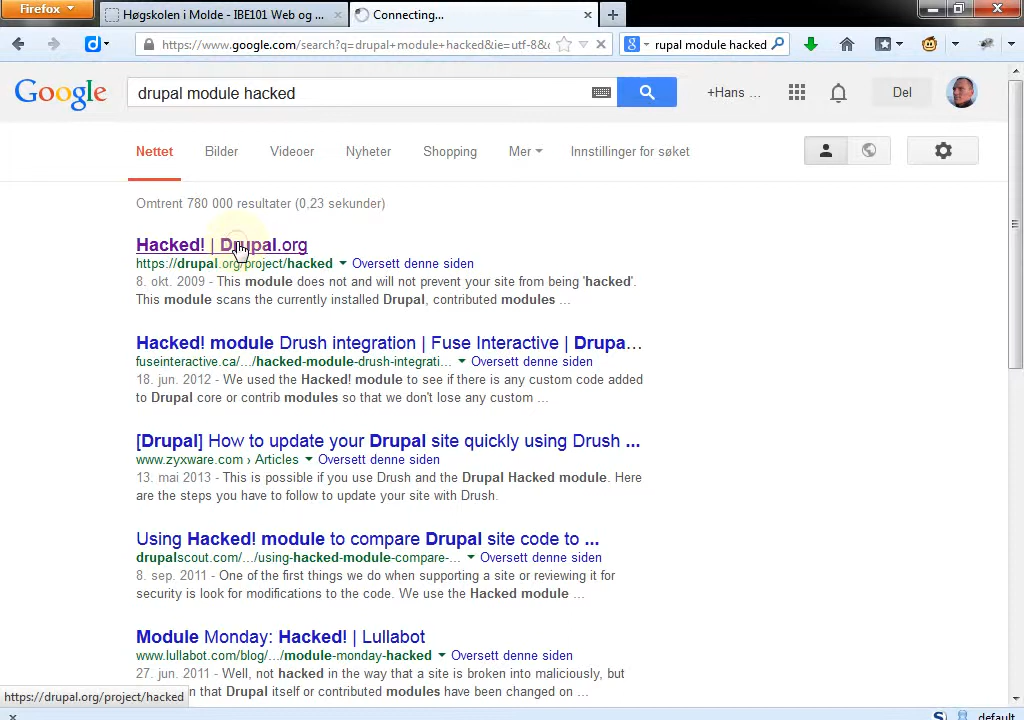 Firefox
Høgskolen i Molde - IBE101 Web og ...
Connecting...
https://www.google.com/search?q=drupal+module+hacked&ie=utf-8&
rupal module hacked
Google
drupal module hacked
+Hans ...
Del
Nettet Bilder Videoer Nyheter Shopping Mer Innstillinger for søket
Omtrent 780 000 resultater (0,23 sekunder)
Hacked! | Drupal.org
https://drupal.org/project/hacked Oversett denne siden
8. okt. 2009 - This module does not and will not prevent your site from being 'hacked'.
This module scans the currently installed Drupal, contributed modules ...
Hacked! module Drush integration | Fuse Interactive | Drupa...
fuseinteractive.ca/.../hacked-module-drush-integrati... Oversett denne siden
18. jun. 2012 - We used the Hacked! module to see if there is any custom code added
to Drupal core or contrib modules so that we don't lose any custom ...
[Drupal] How to update your Drupal site quickly using Drush ...
www.zyxware.com › Articles Oversett denne siden
13. mai 2013 - This is possible if you use Drush and the Drupal Hacked module. Here
are the steps you have to follow to update your site with Drush.
Using Hacked! module to compare Drupal site code to ...
drupalscout.com/.../using-hacked-module-compare-... Oversett denne siden
8. sep. 2011 - One of the first things we do when supporting a site or reviewing it for
security is look for modifications to the code. We use the Hacked module ...
Module Monday: Hacked! | Lullabot
www.lullabot.com/blog/.../module-monday-hacked Oversett denne siden
27. jun. 2011 - Well, not hacked in the way that a site is broken into maliciously, but
that Drupal itself or contributed modules have been changed on ...
https://drupal.org/project/hacked
default